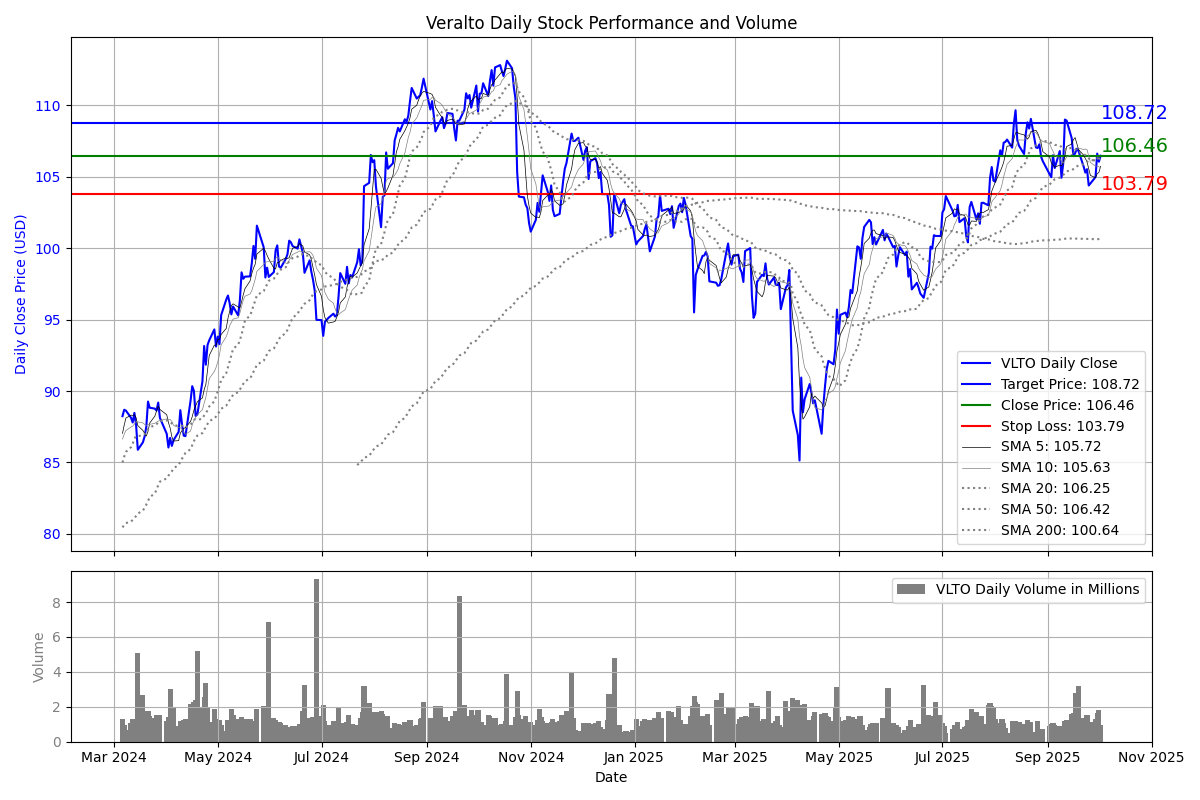 Veralto Daily Stock Performance and Volume
Daily Close Price (USD)
110
105
100
95
90
85
80
108.72
106.46
103.79
VLTO Daily Close
Target Price: 108.72
Close Price: 106.46
Stop Loss: 103.79
SMA 5: 105.72
SMA 10: 105.63
SMA 20: 106.25
SMA 50: 106.42
SMA 200: 100.64
Volume
8
6
4
2
0
VLTO Daily Volume in Millions
Mar 2024 May 2024 Jul 2024 Sep 2024 Nov 2024 Jan 2025 Mar 2025 May 2025 Jul 2025 Sep 2025 Nov 2025
Date